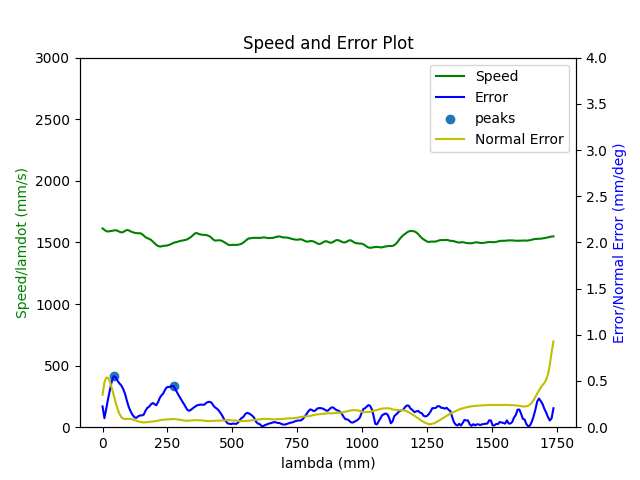 Speed and Error Plot
3000
2500
2000
1500
1000
500
0
Speed/lamdot (mm/s)
4.0
3.5
3.0
2.5
2.0
1.5
1.0
0.5
0.0
Error/Normal Error (mm/deg)
Speed
Error
peaks
Normal Error
0 250 500 750 1000 1250 1500 1750
lambda (mm)